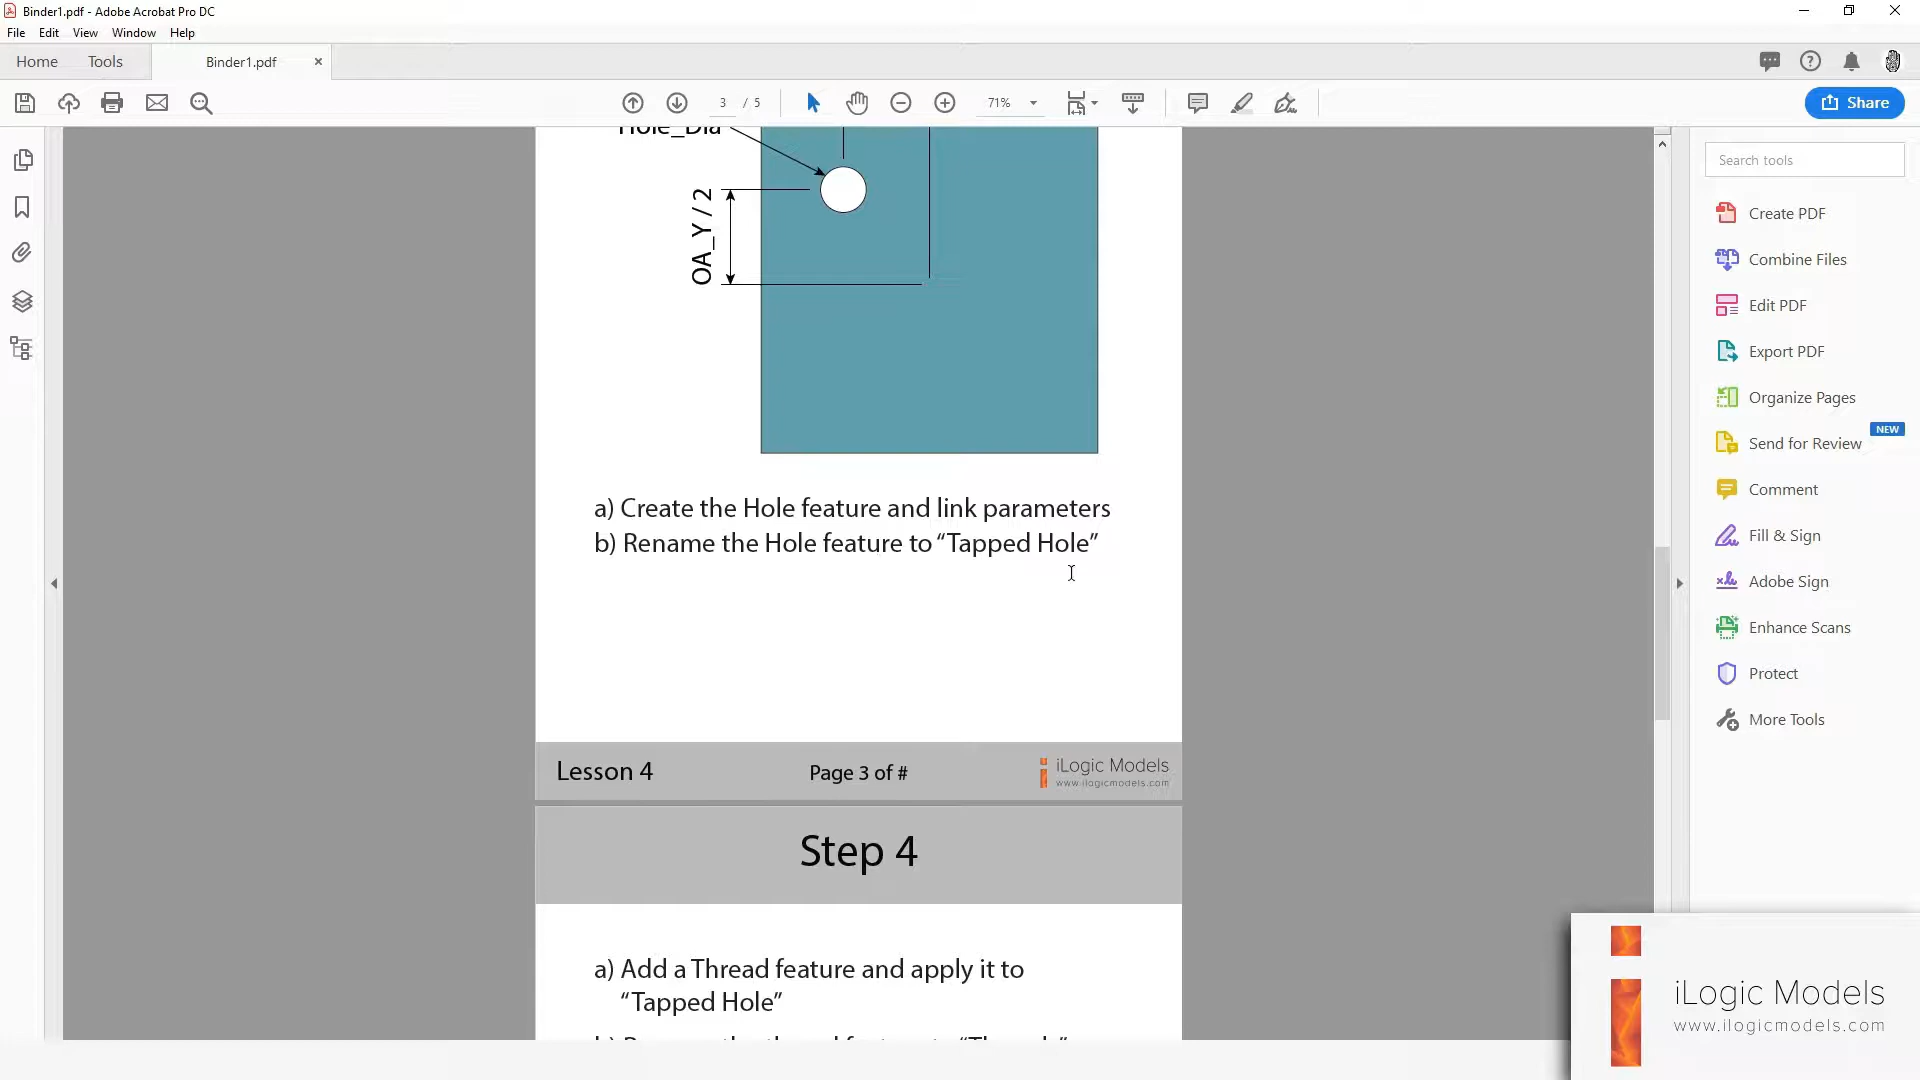 Binder1.pdf - Adobe Acrobat Pro DC
File Edit View Window Help
Home Tools Binder1.pdf
3 / 5 71% Share
Search tools
Create PDF
Combine Files
Edit PDF
Export PDF
Organize Pages
NEW
Send for Review
Comment
Fill & Sign
Adobe Sign
Enhance Scans
Protect
More Tools
Hole_Dia
OA_Y / 2
a) Create the Hole feature and link parameters
b) Rename the Hole feature to “Tapped Hole”
Lesson 4 Page 3 of # iLogic Models
www.ilogicmodels.com
Step 4
a) Add a Thread feature and apply it to
“Tapped Hole”
iLogic Models
www.ilogicmodels.com